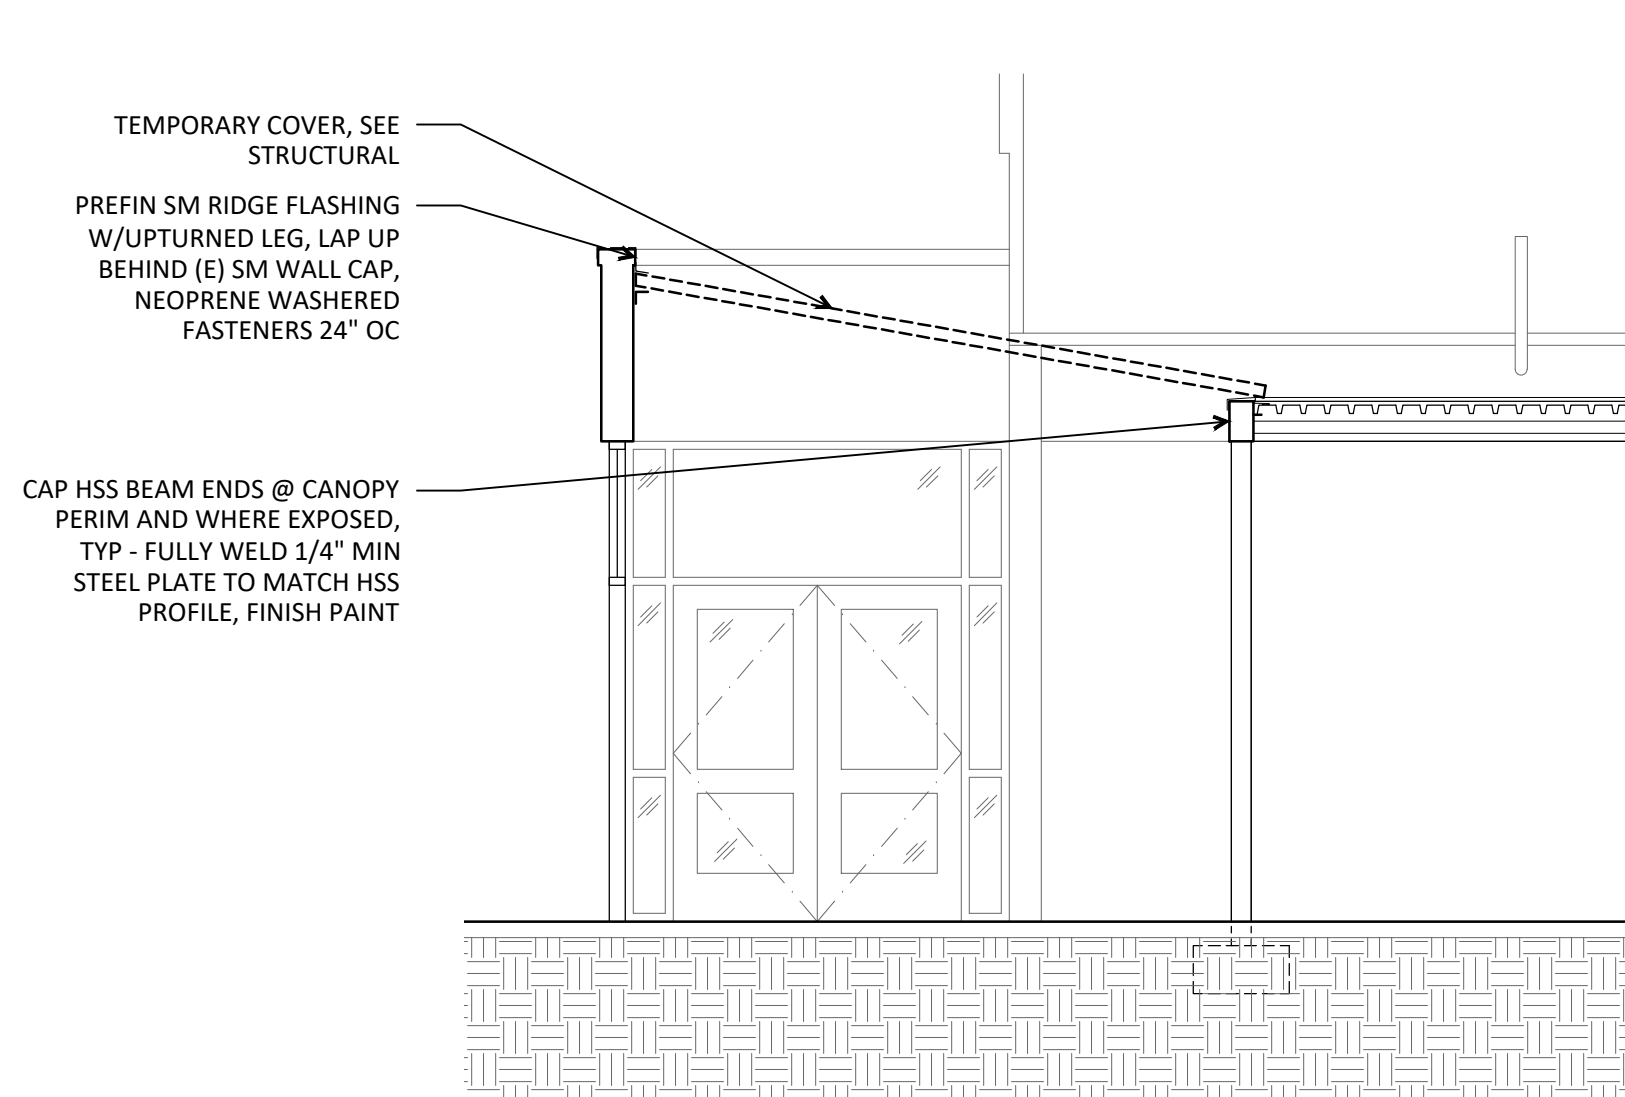 TEMPORARY COVER, SEE
STRUCTURAL
PREFIN SM RIDGE FLASHING
W/UPTURNED LEG, LAP UP
BEHIND (E) SM WALL CAP,
NEOPRENE WASHERED
FASTENERS 24" OC
CAP HSS BEAM ENDS @ CANOPY
PERIM AND WHERE EXPOSED,
TYP - FULLY WELD 1/4" MIN
STEEL PLATE TO MATCH HSS
PROFILE, FINISH PAINT